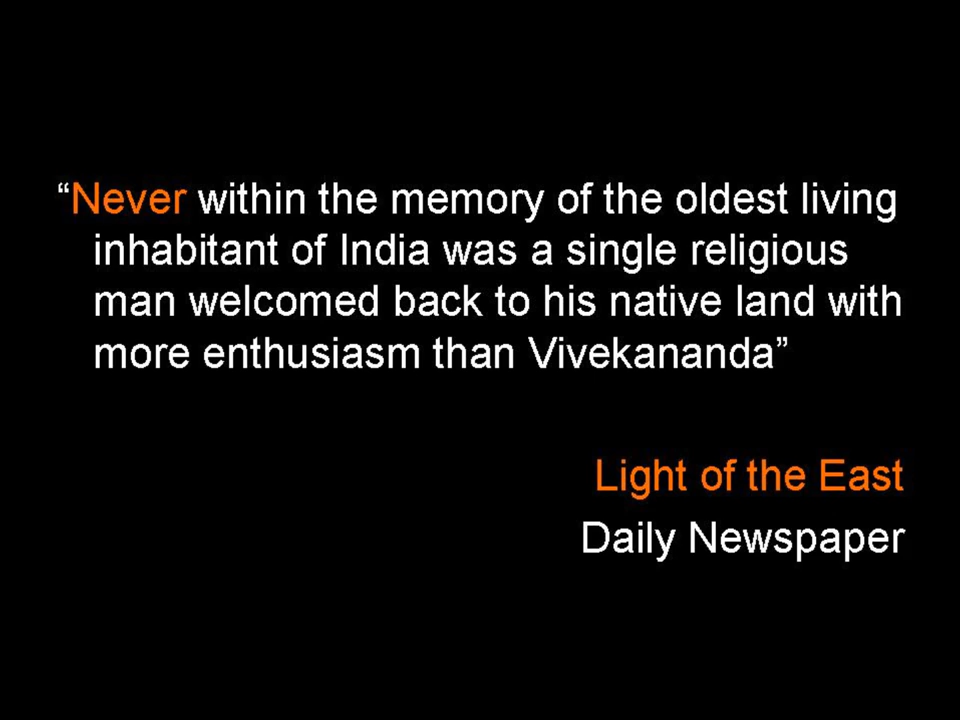 “Never within the memory of the oldest living
inhabitant of India was a single religious
man welcomed back to his native land with
more enthusiasm than Vivekananda”
Light of the East
Daily Newspaper